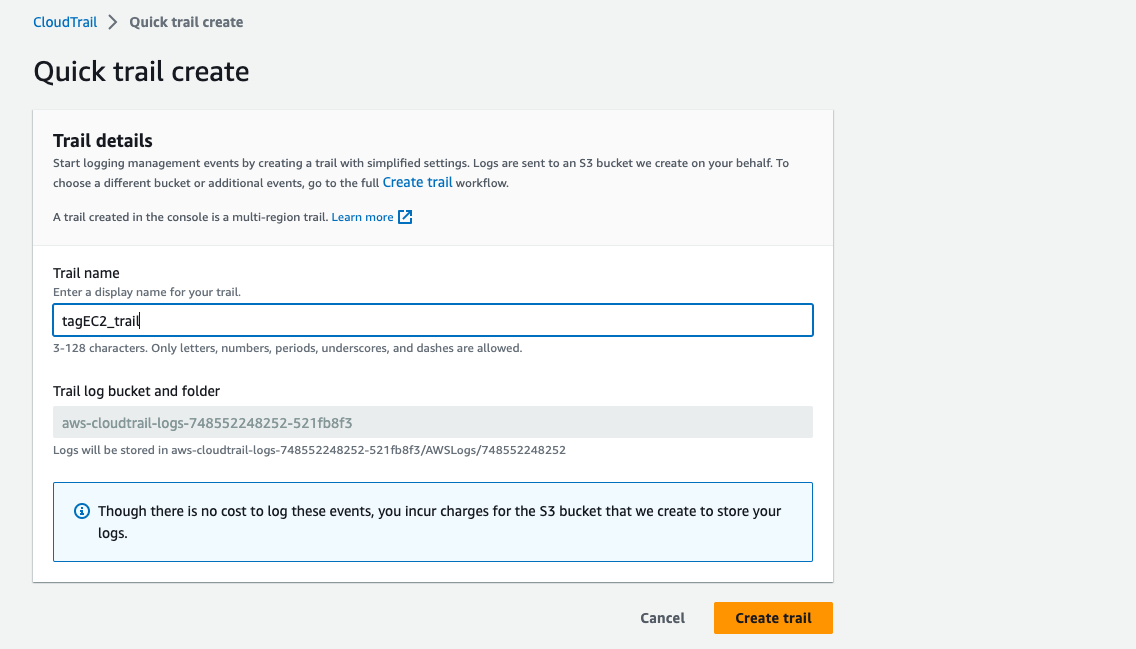 CloudTrail > Quick trail create
Quick trail create
Trail details
Start logging management events by creating a trail with simplified settings. Logs are sent to an S3 bucket we create on your behalf. To
choose a different bucket or additional events, go to the full Create trail workflow.
A trail created in the console is a multi-region trail. Learn more
Trail name
Enter a display name for your trail.
tagEC2_trail
3-128 characters. Only letters, numbers, periods, underscores, and dashes are allowed.
Trail log bucket and folder
aws-cloudtrail-logs-748552248252-521fb8f3
Logs will be stored in aws-cloudtrail-logs-748552248252-521fb8f3/AWSLogs/748552248252
Though there is no cost to log these events, you incur charges for the S3 bucket that we create to store your
logs.
Cancel Create trail